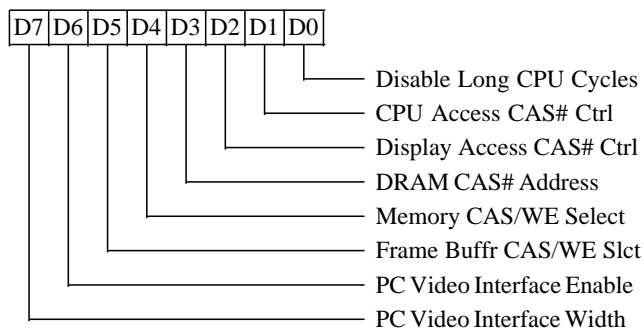 D7 D6 D5 D4 D3 D2 D1 D0
Disable Long CPU Cycles
CPU Access CAS# Ctrl
Display Access CAS# Ctrl
DRAM CAS# Address
Memory CAS/WE Select
Frame Buffr CAS/WE Slct
PC Video Interface Enable
PC Video Interface Width